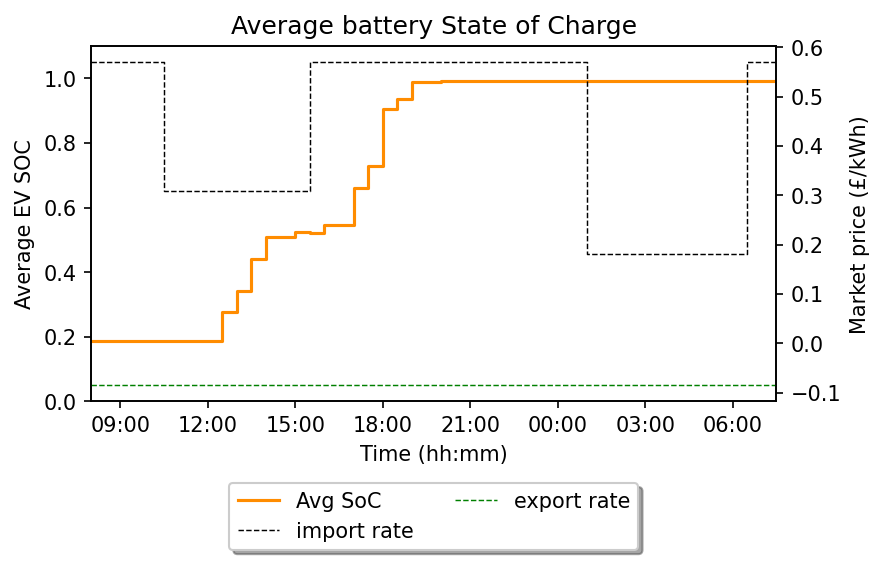 Average battery State of Charge
1.0
0.8
0.6
0.4
0.2
0.0
Average EV SOC
0.6
0.5
0.4
0.3
0.2
0.1
0.0
−0.1
Market price (£/kWh)
09:00 12:00 15:00 18:00 21:00 00:00 03:00 06:00
Time (hh:mm)
Avg SoC export rate
import rate